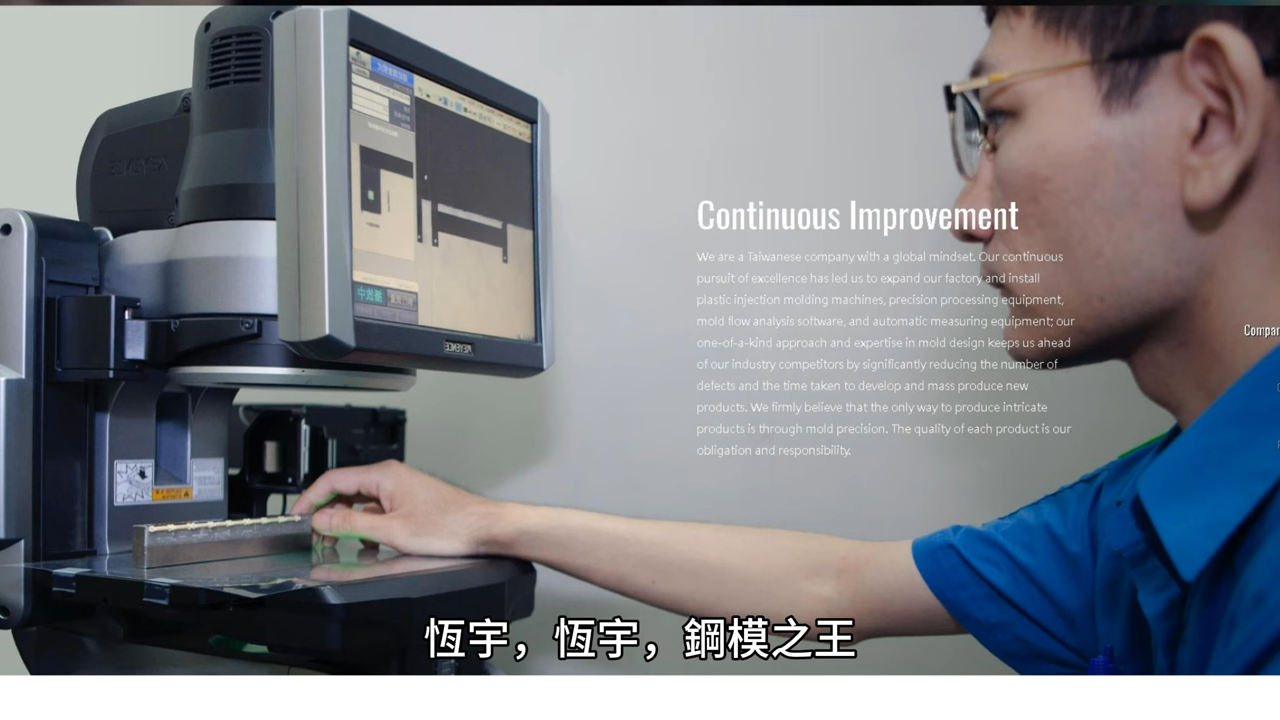 Continuous Improvement
We are a Taiwanese company with a global mindset. Our continuous
pursuit of excellence has led us to expand our factory and install
plastic injection molding machines, precision processing equipment,
mold flow analysis software, and automatic measuring equipment; our
one-of-a-kind approach and expertise in mold design keeps us ahead
of our industry competitors by significantly reducing the number of
defects and the time taken to develop and mass produce new
products. We firmly believe that the only way to produce intricate
products is through mold precision. The quality of each product is our
obligation and responsibility.
Compan
恆宇，恆宇，鋼模之王